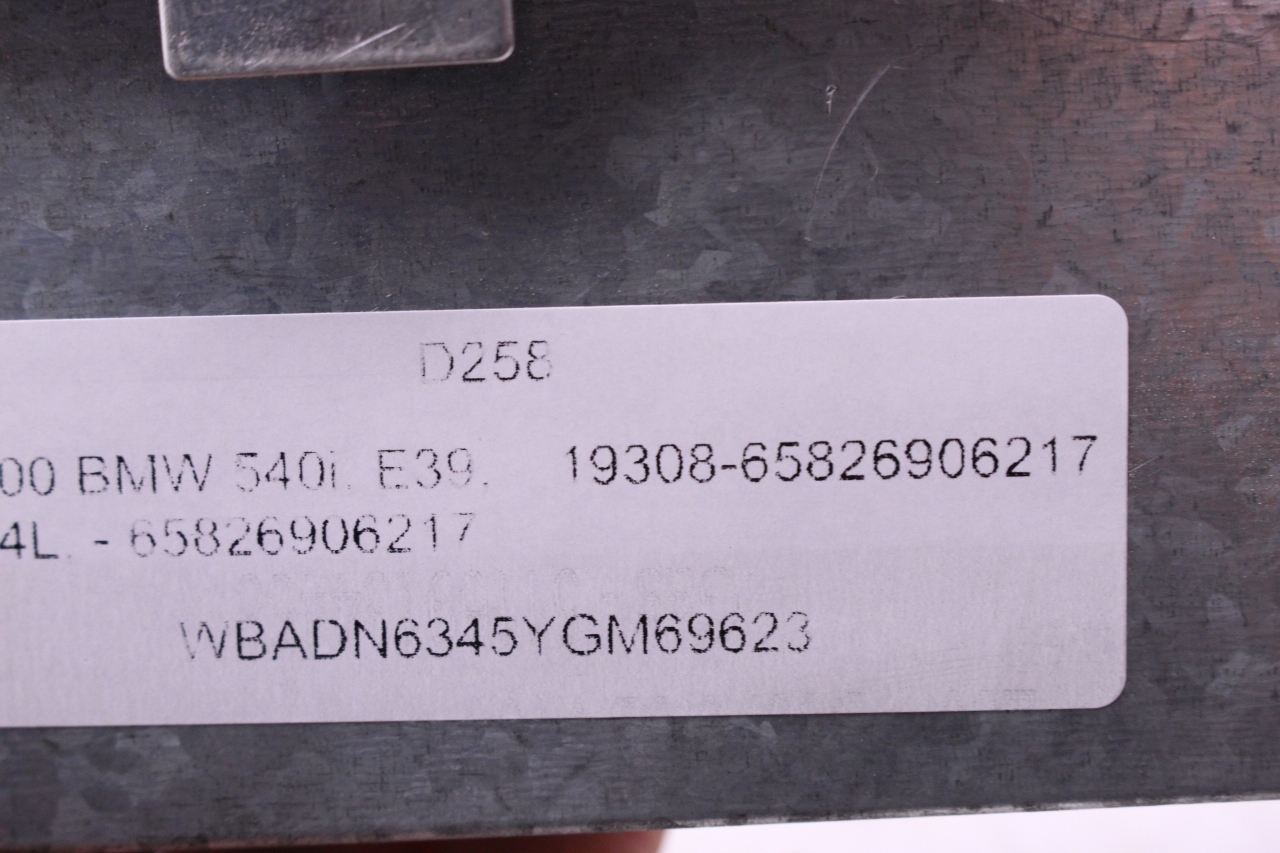 D258
00 BMW 540i. E39. 19308-65826906217
4L. - 65826906217
WBADN6345YGM69623